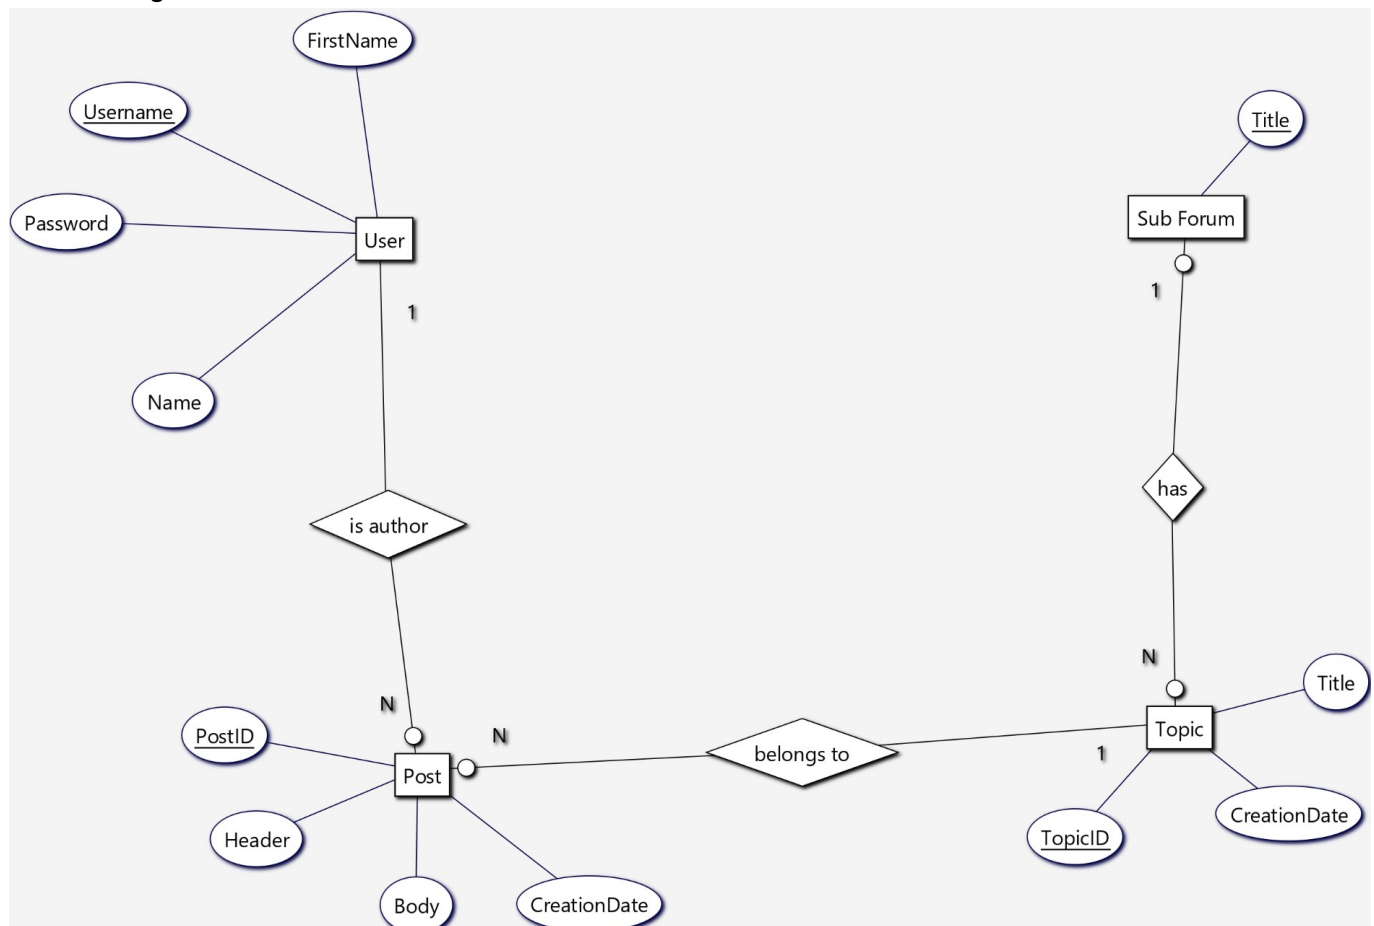 FirstName
Username
Title
Password
User
Sub Forum
1
1
Name
has
is author
N
N
Title
PostID
N
Topic
belongs to
1
Post
CreationDate
Header
TopicID
Body
CreationDate